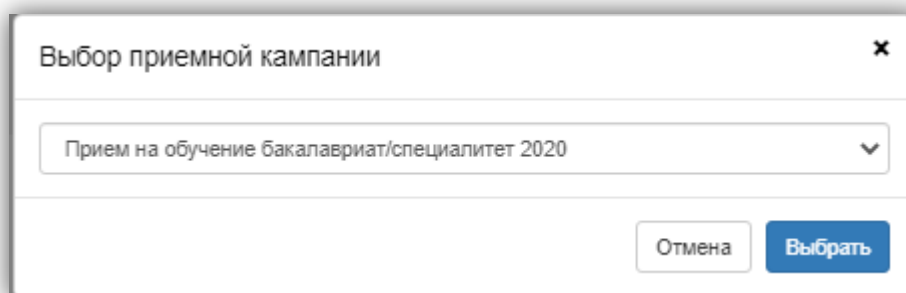 Выбор приемной кампании
Прием на обучение бакалавриат/специалитет 2020
Отмена Выбрать